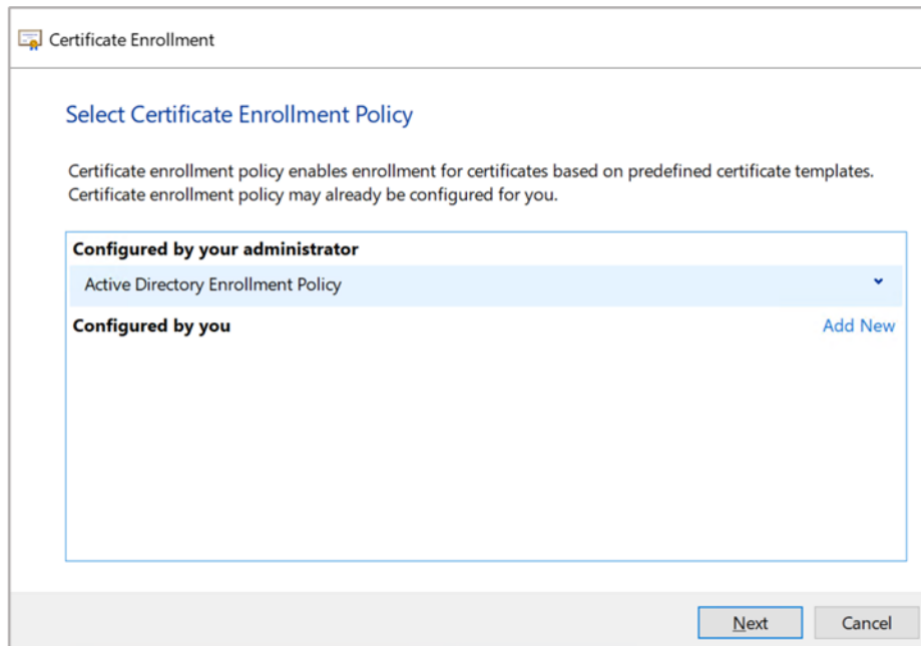 Certificate Enrollment
Select Certificate Enrollment Policy
Certificate enrollment policy enables enrollment for certificates based on predefined certificate templates.
Certificate enrollment policy may already be configured for you.
Configured by your administrator
Active Directory Enrollment Policy
Configured by you
Add New
Next
Cancel